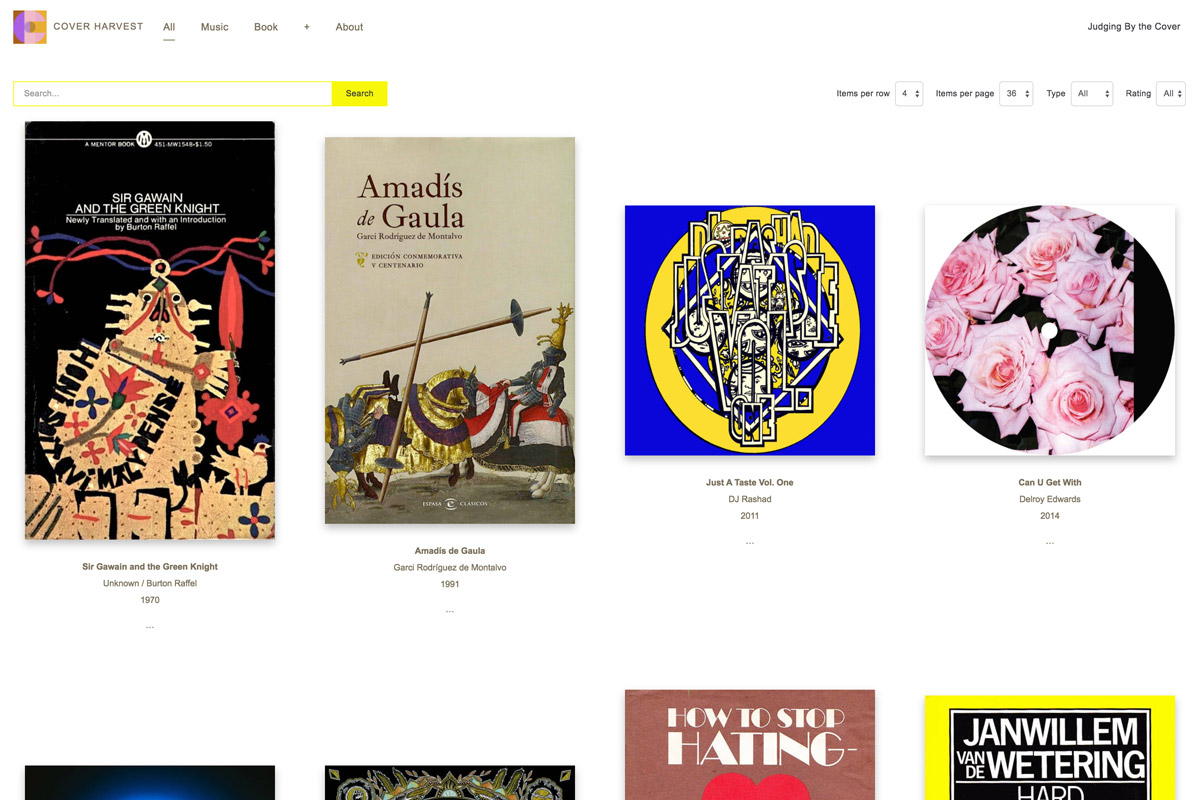 COVER HARVEST
All
Music
Book
+
About
Judging By the Cover
Search...
Search
Items per row
4
Items per page
36
Type
All
Rating
All
A MENTOR BOOK
451-MW1548•$1.50
SIR GAWAIN
AND THE GREEN KNIGHT
Newly Translated and with an Introduction
by Burton Raffel
HONI SOIT
QUI MAL PENSE
Sir Gawain and the Green Knight
Unknown / Burton Raffel
1970
...
Amadís
de Gaula
Garci Rodríguez de Montalvo
EDICIÓN CONMEMORATIVA
V CENTENARIO
ESPASA
CLÁSICOS
Amadís de Gaula
Garci Rodríguez de Montalvo
1991
...
DJ RASHAD
JUST A TASTE
VOL
ONE
Just A Taste Vol. One
DJ Rashad
2011
...
Can U Get With
Delroy Edwards
2014
...
HOW TO STOP
HATING-
JANWILLEM
VAN DE WETERING
HARD